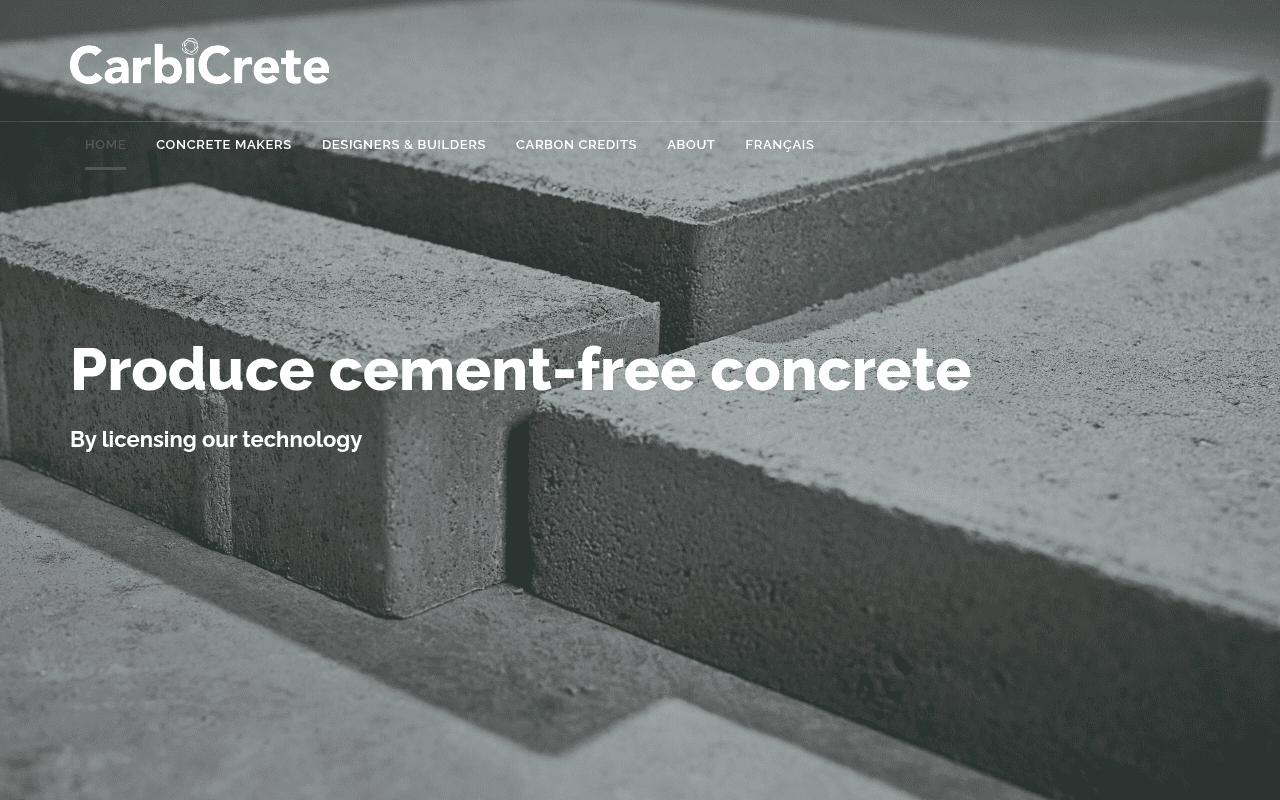 CarbiCrete
HOME CONCRETE MAKERS DESIGNERS & BUILDERS CARBON CREDITS ABOUT FRANÇAIS
Produce cement-free concrete
By licensing our technology